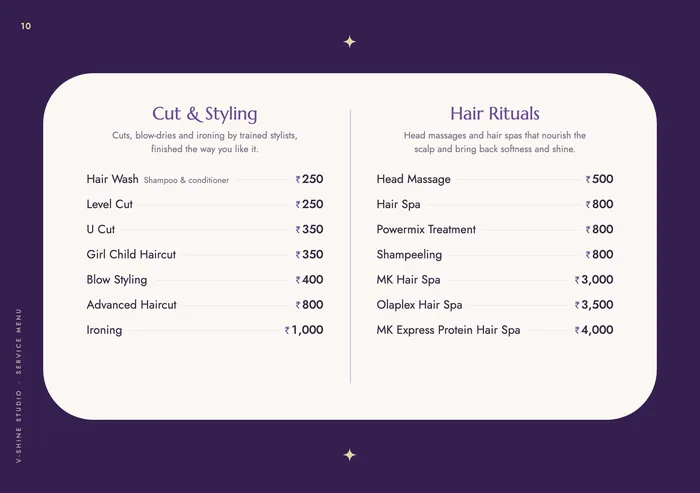 10
Cut & Styling
Cuts, blow-dries and ironing by trained stylists,
finished the way you like it.
Hair Wash Shampoo & conditioner ₹250
Level Cut ₹250
U Cut ₹350
Girl Child Haircut ₹350
Blow Styling ₹400
Advanced Haircut ₹800
Ironing ₹1,000
Hair Rituals
Head massages and hair spas that nourish the
scalp and bring back softness and shine.
Head Massage ₹500
Hair Spa ₹800
Powermix Treatment ₹800
Shampeeling ₹800
MK Hair Spa ₹3,000
Olaplex Hair Spa ₹3,500
MK Express Protein Hair Spa ₹4,000
V-SHINE STUDIO · SERVICE MENU